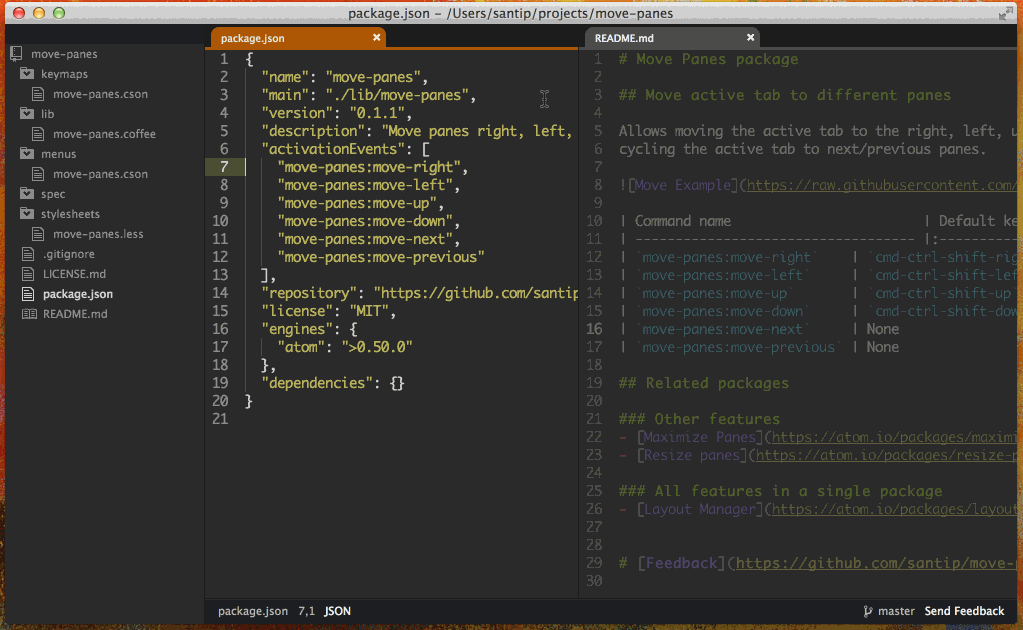 package.json - /Users/santip/projects/move-panes
move-panes
keymaps
move-panes.cson
lib
move-panes.coffee
menus
move-panes.cson
spec
stylesheets
move-panes.less
.gitignore
LICENSE.md
package.json
README.md
package.json ×
1 {
2 "name": "move-panes",
3 "main": "./lib/move-panes",
4 "version": "0.1.1",
5 "description": "Move panes right, left,
6 "activationEvents": [
7 "move-panes:move-right",
8 "move-panes:move-left",
9 "move-panes:move-up",
10 "move-panes:move-down",
11 "move-panes:move-next",
12 "move-panes:move-previous"
13 ],
14 "repository": "https://github.com/santip
15 "license": "MIT",
16 "engines": {
17 "atom": ">0.50.0"
18 },
19 "dependencies": {}
20 }
21
README.md ×
1 # Move Panes package
2
3 ## Move active tab to different panes
4
5 Allows moving the active tab to the right, left, u
6 cycling the active tab to next/previous panes.
7
8 ![Move Example](https://raw.githubusercontent.com/
9
10 | Command name | Default ke
11 | ------------------------------- |:---------
12 | `move-panes:move-right` | `cmd-ctrl-shift-rig
13 | `move-panes:move-left` | `cmd-ctrl-shift-lef
14 | `move-panes:move-up` | `cmd-ctrl-shift-up`
15 | `move-panes:move-down | `cmd-ctrl-shift-dow
16 | `move-panes:move-next` | None
17 | `move-panes:move-previous` | None
18
19 ## Related packages
20
21 ### Other features
22 - [Maximize Panes](https://atom.io/packages/maximi
23 - [Resize panes](https://atom.io/packages/resize-p
24
25 ### All features in a single package
26 - [Layout Manager](https://atom.io/packages/layout
27
28
29 # [Feedback](https://github.com/santip/move-p
30
package.json 7,1 JSON
master Send Feedback